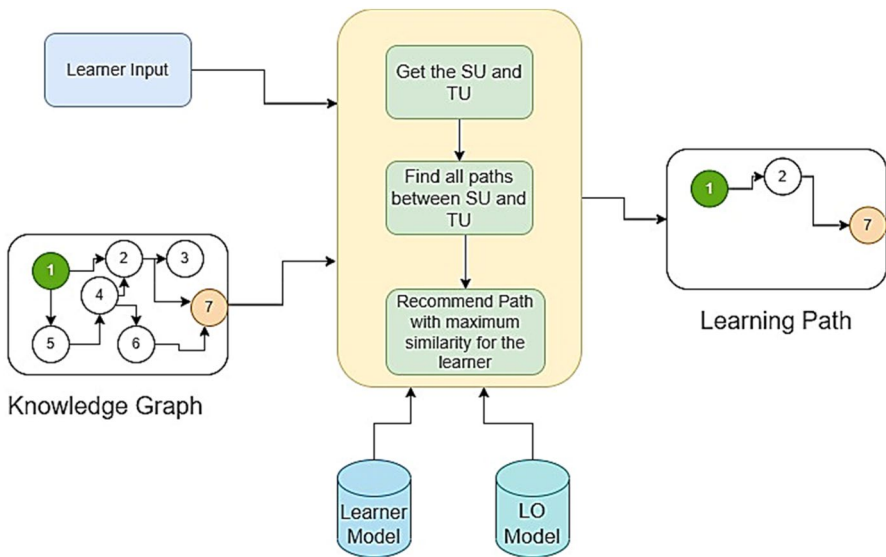 Learner Input
Get the SU and
TU
Find all paths
between SU and
TU
Recommend Path
with maximum
similarity for the
learner
1
2
3
4
5
6
7
Knowledge Graph
1
2
7
Learning Path
Learner
Model
LO
Model